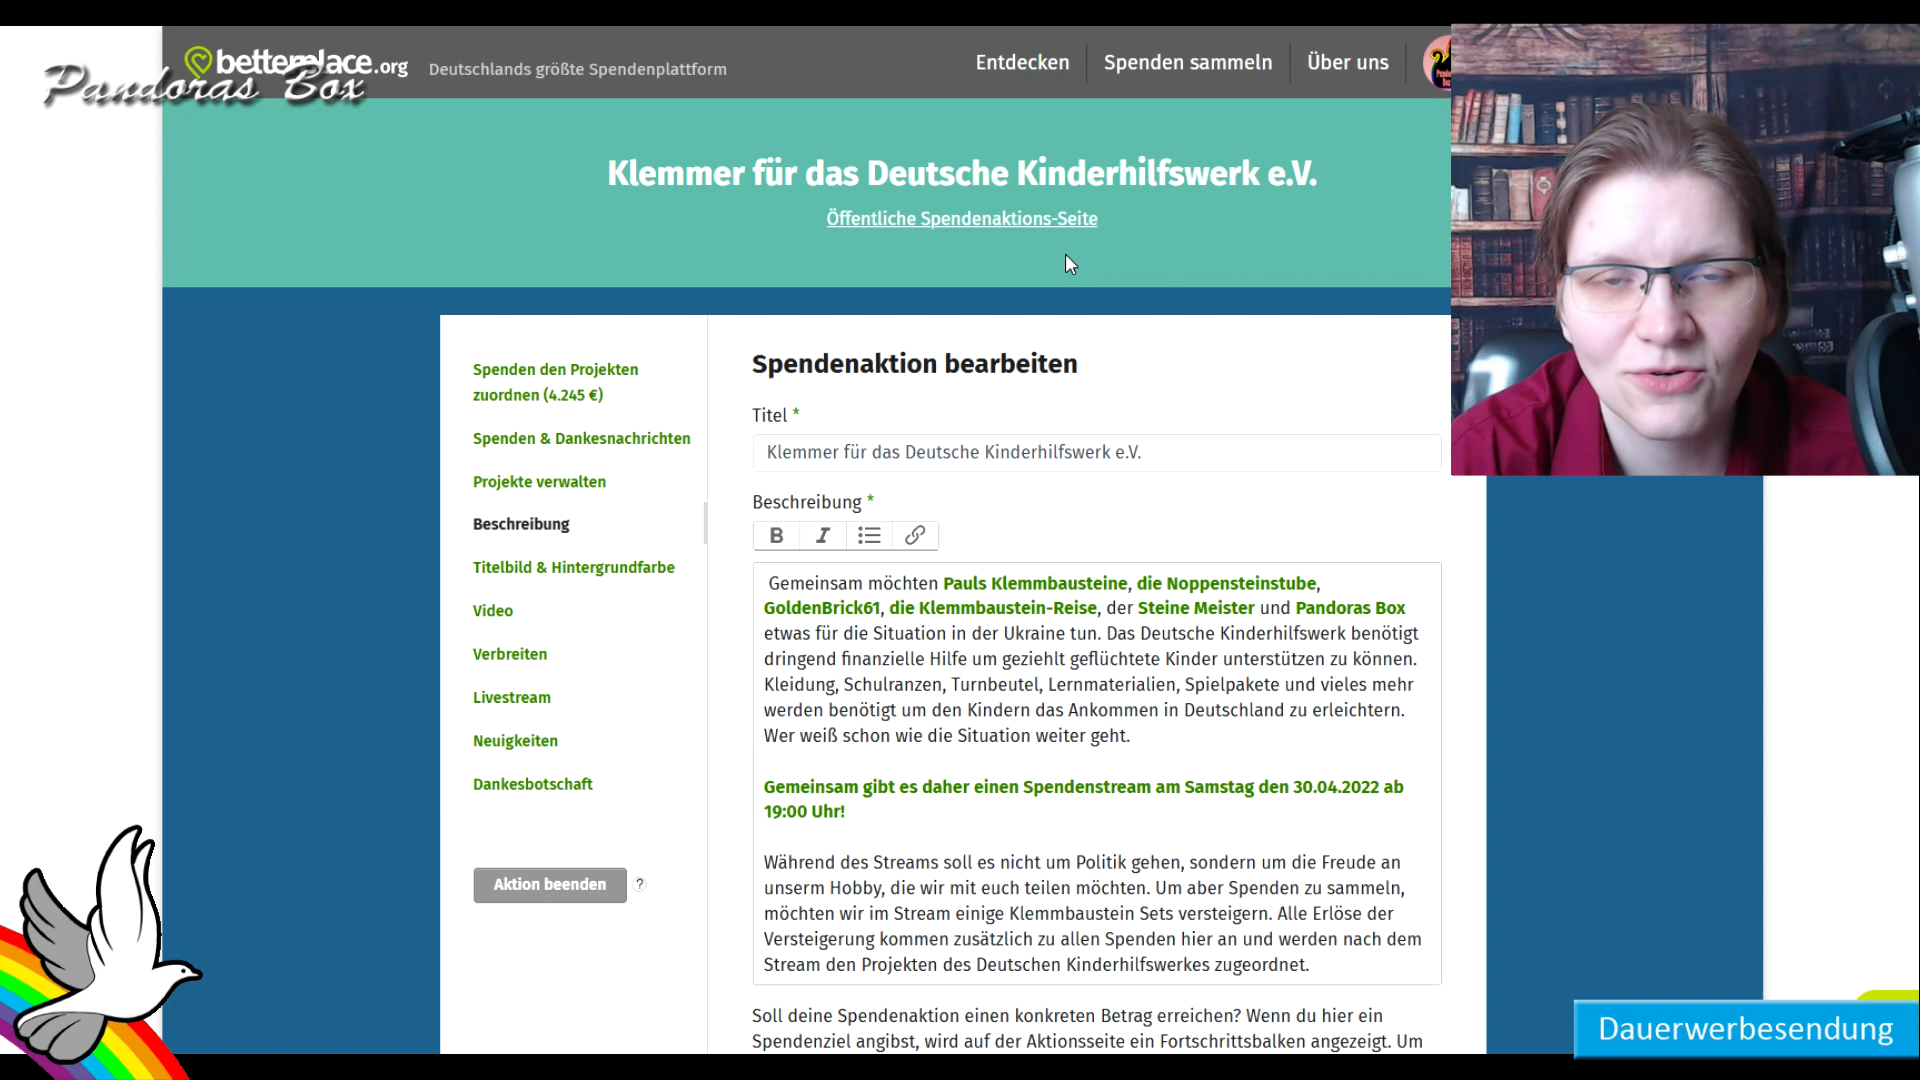 betterplace.org
Deutschlands größte Spendenplattform
Entdecken
Spenden sammeln
Über uns
Pandoras Box
Klemmer für das Deutsche Kinderhilfswerk e.V.
Öffentliche Spendenaktions-Seite
Spenden den Projekten
zuordnen (4.245 €)
Spenden & Dankesnachrichten
Projekte verwalten
Beschreibung
Titelbild & Hintergrundfarbe
Video
Verbreiten
Livestream
Neuigkeiten
Dankesbotschaft
Aktion beenden
?
Spendenaktion bearbeiten
Titel *
Klemmer für das Deutsche Kinderhilfswerk e.V.
Beschreibung *
B I
Gemeinsam möchten Pauls Klemmbausteine, die Noppensteinstube,
GoldenBrick61, die Klemmbaustein-Reise, der Steine Meister und Pandoras Box
etwas für die Situation in der Ukraine tun. Das Deutsche Kinderhilfswerk benötigt
dringend finanzielle Hilfe um geziehlt geflüchtete Kinder unterstützen zu können.
Kleidung, Schulranzen, Turnbeutel, Lernmaterialien, Spielpakete und vieles mehr
werden benötigt um den Kindern das Ankommen in Deutschland zu erleichtern.
Wer weiß schon wie die Situation weiter geht.
Gemeinsam gibt es daher einen Spendenstream am Samstag den 30.04.2022 ab
19:00 Uhr!
Während des Streams soll es nicht um Politik gehen, sondern um die Freude an
unserm Hobby, die wir mit euch teilen möchten. Um aber Spenden zu sammeln,
möchten wir im Stream einige Klemmbaustein Sets versteigern. Alle Erlöse der
Versteigerung kommen zusätzlich zu allen Spenden hier an und werden nach dem
Stream den Projekten des Deutschen Kinderhilfswerkes zugeordnet.
Soll deine Spendenaktion einen konkreten Betrag erreichen? Wenn du hier ein
Spendenziel angibst, wird auf der Aktionsseite ein Fortschrittsbalken angezeigt. Um
Dauerwerbesendung